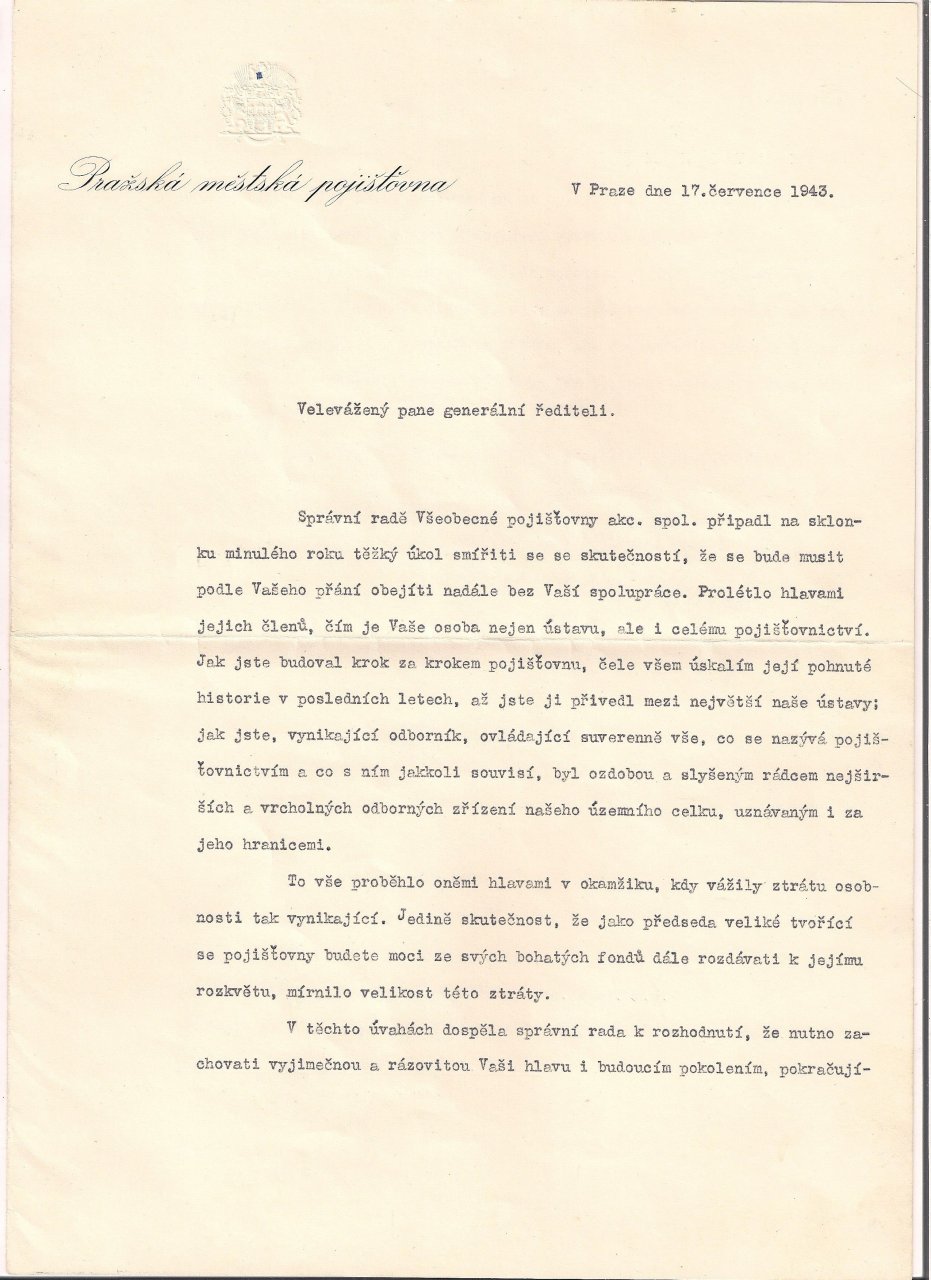 Pražská městská pojišťovna
V Praze dne 17.července 1943.
Velevážený pane generální řediteli.
Správní radě Všeobecné pojišťovny akc. spol. připadl na sklon-
ku minulého roku těžký úkol smířiti se se skutečností, že se bude musit
podle Vašeho přání obejíti nadále bez Vaší spolupráce. Prolétlo hlavami
jejich členů, čím je Vaše osoba nejen ústavu, ale i celému pojišťovnictví.
Jak jste budoval krok za krokem pojišťovnu, čele všem úskalím její pohnuté
historie v posledních letech, až jste ji přivedl mezi největší naše ústavy;
jak jste, vynikající odborník, ovládající suverenně vše, co se nazývá pojiš-
ťovnictvím a co s ním jakkoli souvisí, byl ozdobou a slyšeným rádcem nejšir-
ších a vrcholných odborných zřízení našeho územního celku, uznávaným i za
jeho hranicemi.
To vše proběhlo oněmi hlavami v okamžiku, kdy vážily ztrátu osob-
nosti tak vynikající. Jedině skutečnost, že jako předseda veliké tvořící
se pojišťovny budete moci ze svých bohatých fondů dále rozdávati k jejímu
rozkvětu, mírnilo velikost této ztráty.
V těchto úvahách dospěla správní rada k rozhodnutí, že nutno za-
chovati vyjimečnou a rázovitou Vaši hlavu i budoucím pokolením, pokračují-